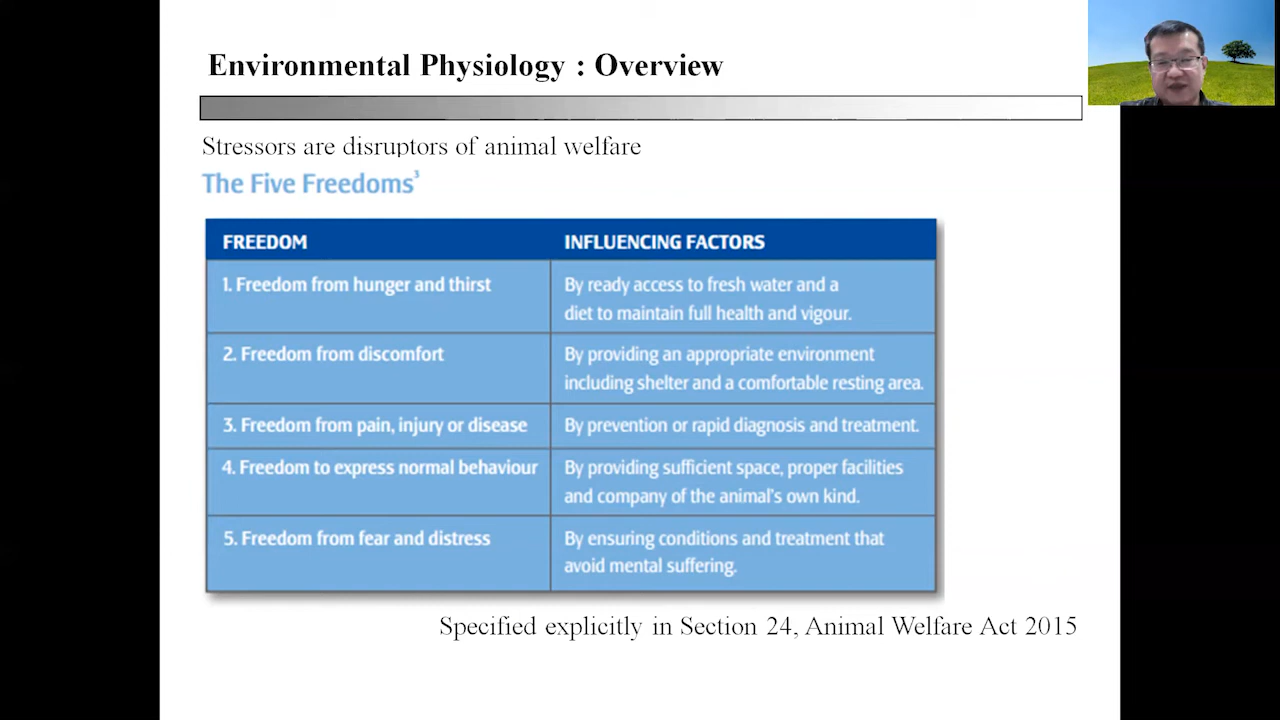 Environmental Physiology : Overview
Stressors are disruptors of animal welfare
The Five Freedoms³
FREEDOM
INFLUENCING FACTORS
1. Freedom from hunger and thirst
By ready access to fresh water and a
diet to maintain full health and vigour.
2. Freedom from discomfort
By providing an appropriate environment
including shelter and a comfortable resting area.
3. Freedom from pain, injury or disease
By prevention or rapid diagnosis and treatment.
4. Freedom to express normal behaviour
By providing sufficient space, proper facilities
and company of the animal's own kind.
5. Freedom from fear and distress
By ensuring conditions and treatment that
avoid mental suffering.
Specified explicitly in Section 24, Animal Welfare Act 2015